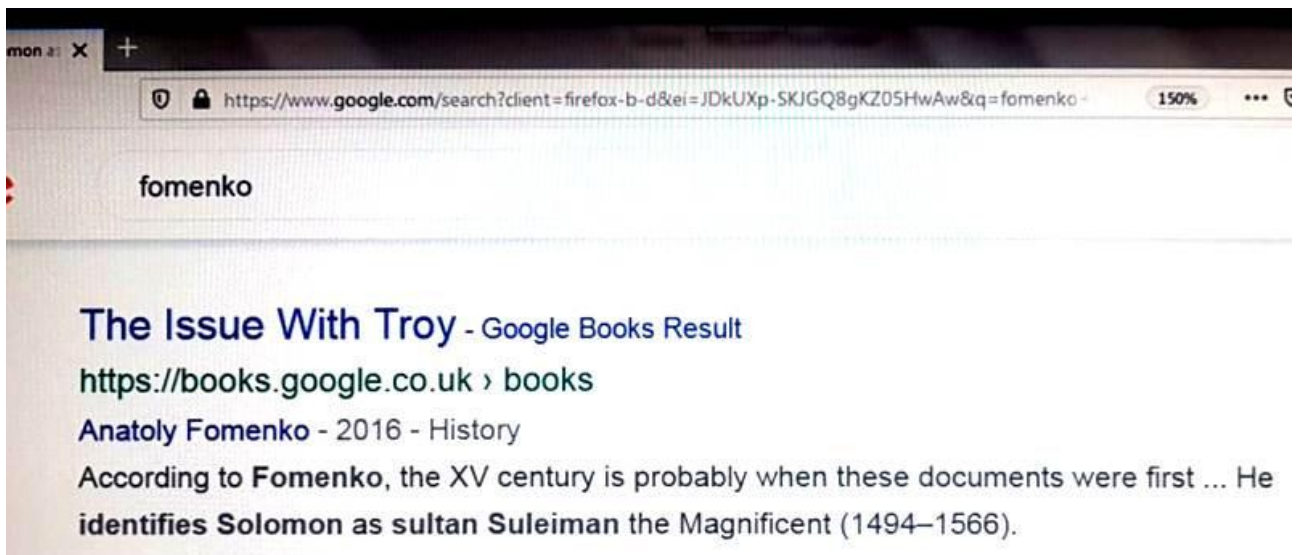 mon as
https://www.google.com/search?client=firefox-b-d&ei=JDkUXp-SKJGQ8gKZ05HwAw&q=fomenko
150%
fomenko
The Issue With Troy - Google Books Result
https://books.google.co.uk › books
Anatoly Fomenko - 2016 - History
According to Fomenko, the XV century is probably when these documents were first ... He
identifies Solomon as sultan Suleiman the Magnificent (1494–1566).